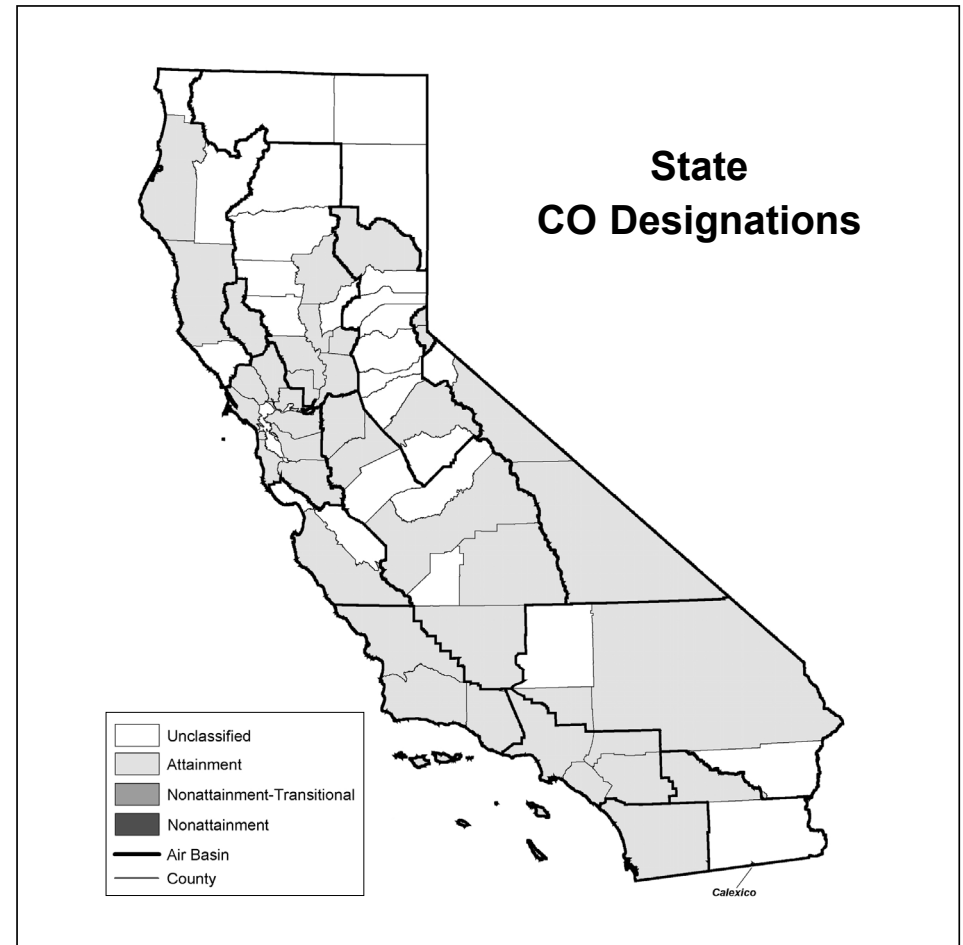 State
CO Designations
Unclassified
Attainment
Nonattainment-Transitional
Nonattainment
Air Basin
County
Calexico